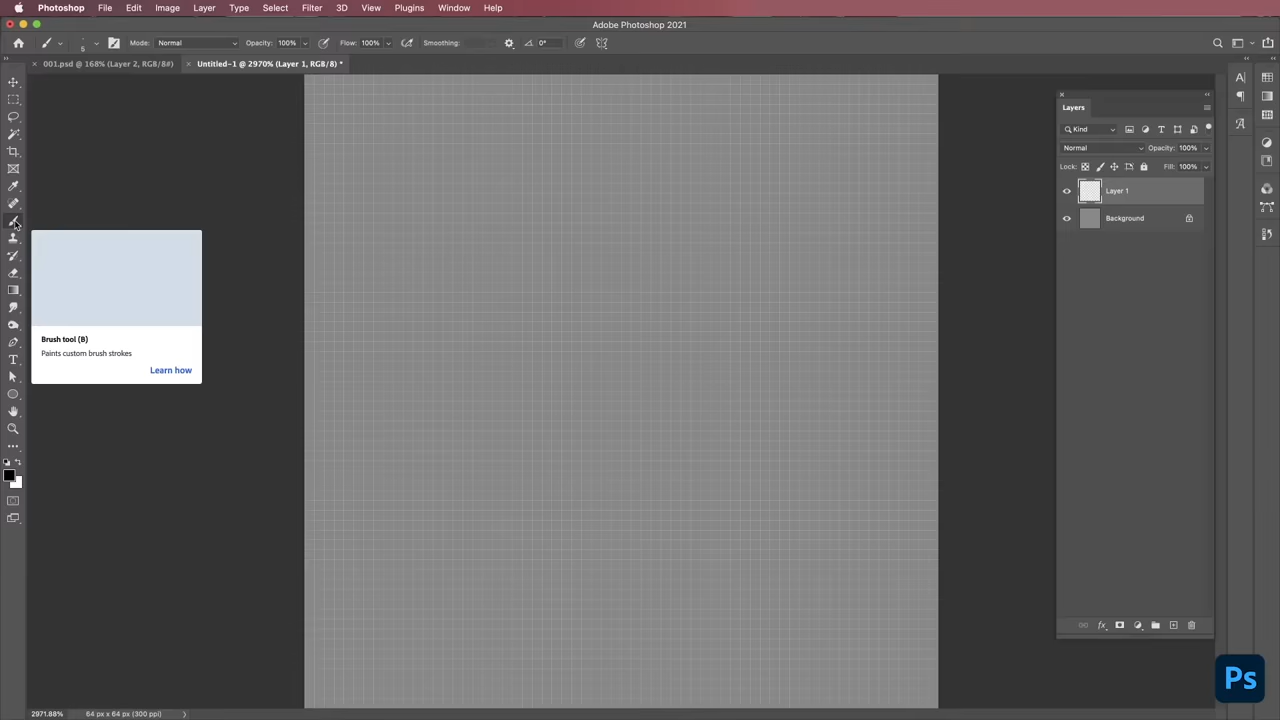 Photoshop File Edit Image Layer Type Select Filter 3D View Plugins Window Help
Adobe Photoshop 2021
5 Mode: Normal Opacity: 100% Flow: 100% Smoothing: 0°
001.psd @ 168% (Layer 2, RGB/8#) Untitled-1 @ 2970% (Layer 1, RGB/8) *
Layers
Kind
Normal Opacity: 100%
Lock: Fill: 100%
Layer 1
Background
Brush tool (B)
Paints custom brush strokes
Learn how
2971.88% 64 px x 64 px (300 ppi)
Ps